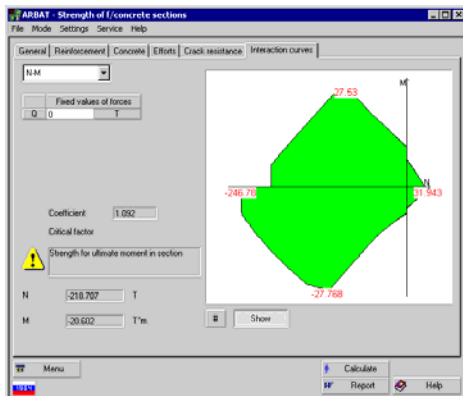 ARBAT - Strength of f/concrete sections
File Mode Settings Service Help
General Reinforcement Concrete Efforts Crack resistance Interaction curves
N-M
Fixed values of forces
Q 0 T
M
27.53
N
-246.78
31.943
-27.768
Coefficient 1.092
Critical factor
Strength for ultimate moment in section
N -218.707 T
M -20.602 T*m
# Show
Menu
Calculate
Report
Help